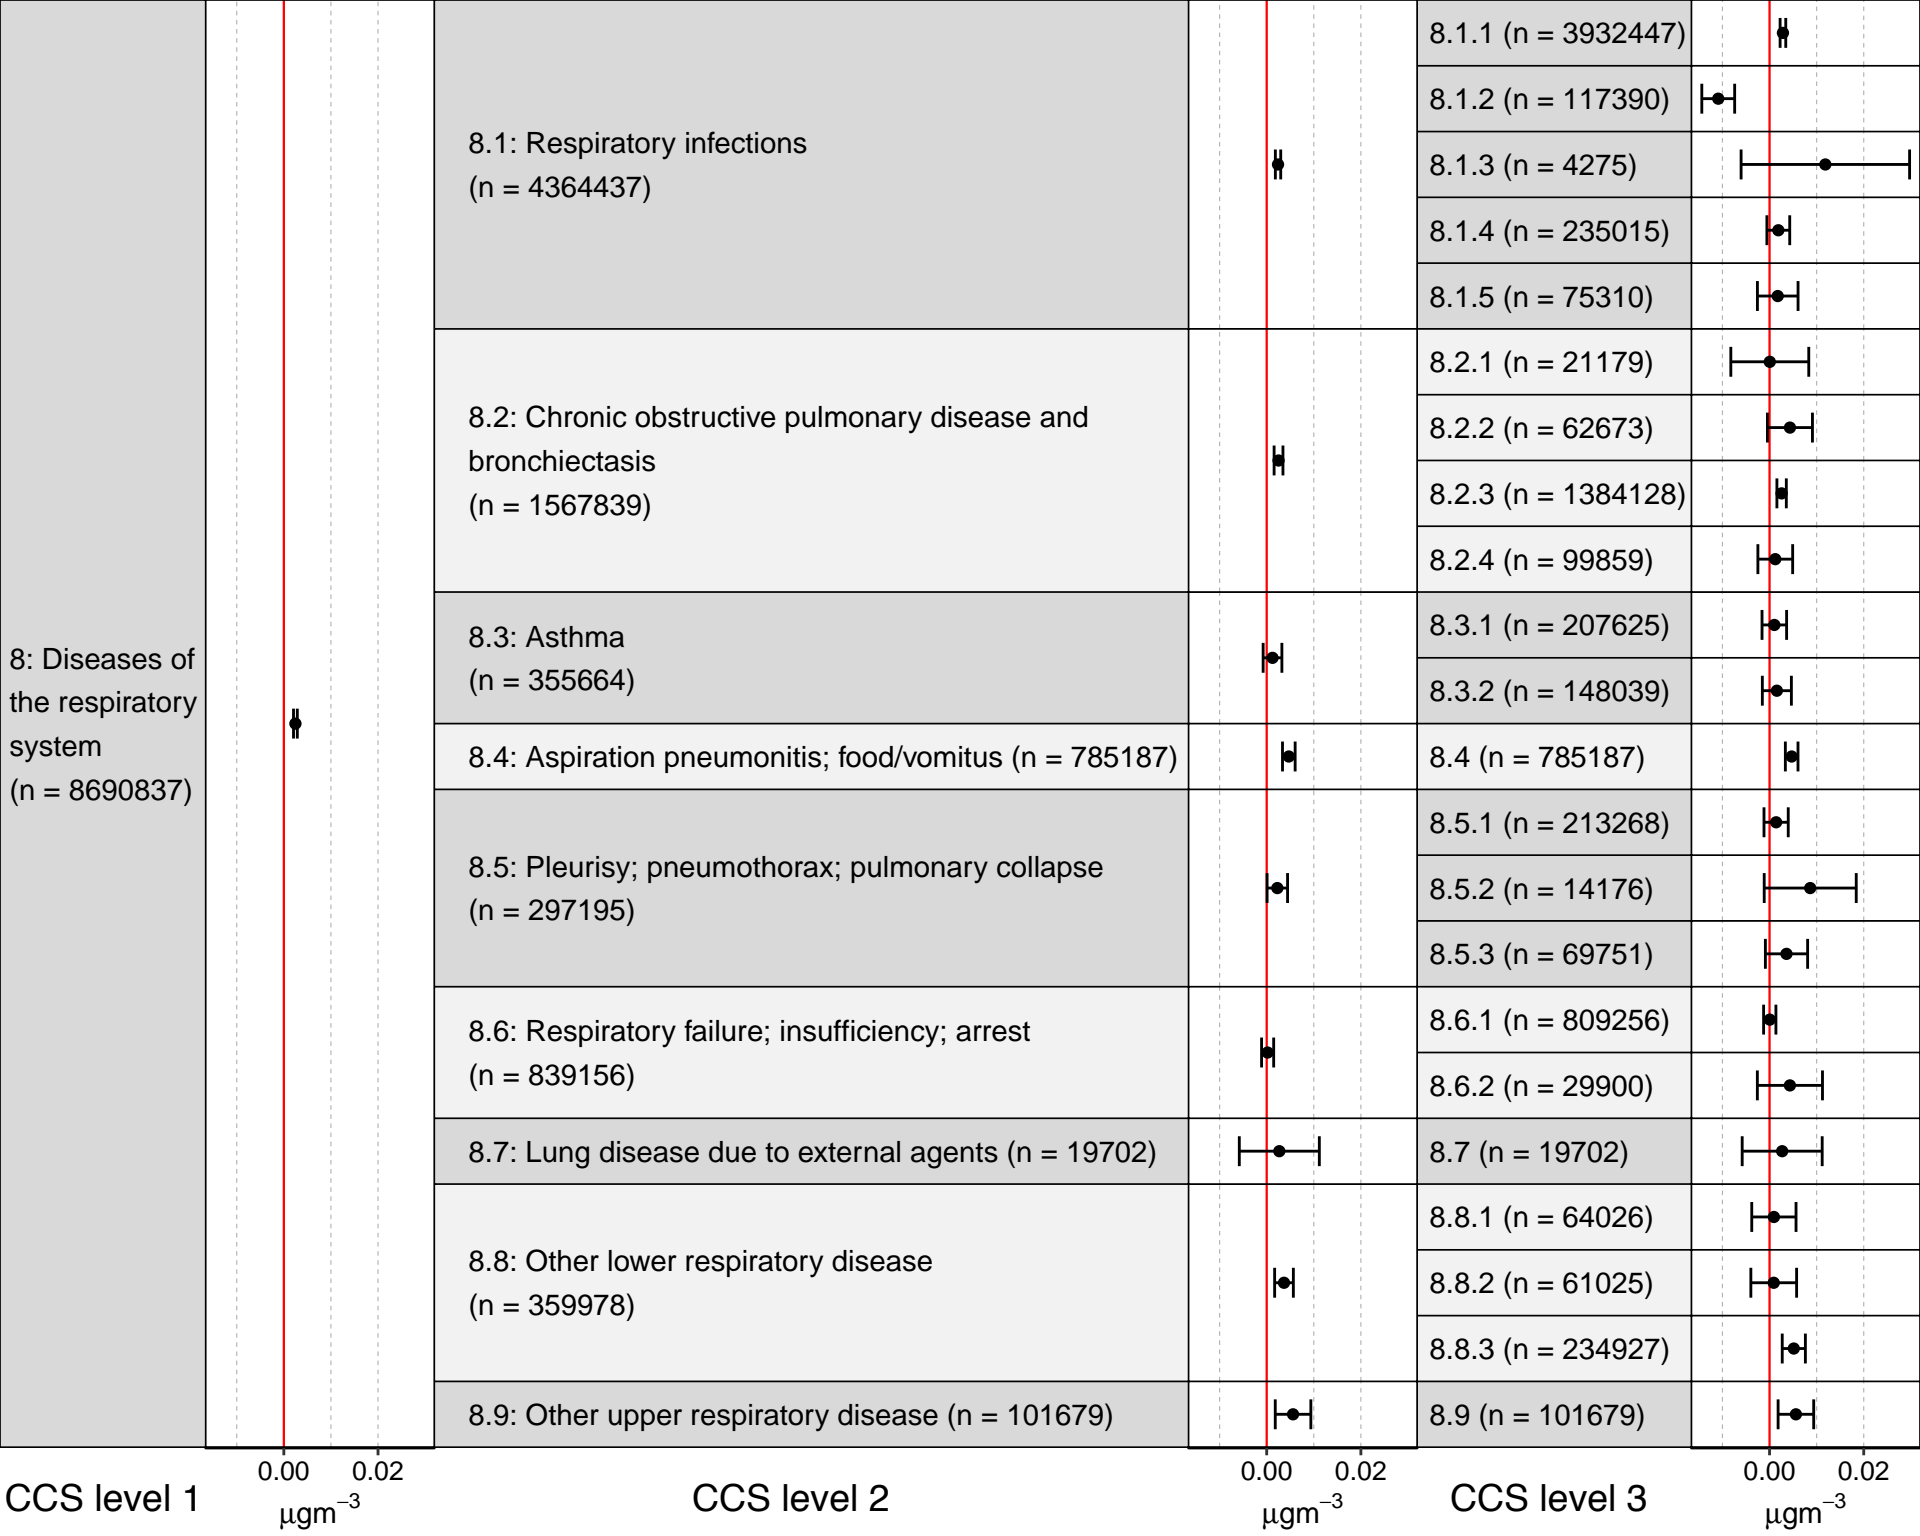 8: Diseases of
the respiratory
system
(n = 8690837)
8.1: Respiratory infections
(n = 4364437)
8.2: Chronic obstructive pulmonary disease and
bronchiectasis
(n = 1567839)
8.3: Asthma
(n = 355664)
8.4: Aspiration pneumonitis; food/vomitus (n = 785187)
8.5: Pleurisy; pneumothorax; pulmonary collapse
(n = 297195)
8.6: Respiratory failure; insufficiency; arrest
(n = 839156)
8.7: Lung disease due to external agents (n = 19702)
8.8: Other lower respiratory disease
(n = 359978)
8.9: Other upper respiratory disease (n = 101679)
8.1.1 (n = 3932447)
8.1.2 (n = 117390)
8.1.3 (n = 4275)
8.1.4 (n = 235015)
8.1.5 (n = 75310)
8.2.1 (n = 21179)
8.2.2 (n = 62673)
8.2.3 (n = 1384128)
8.2.4 (n = 99859)
8.3.1 (n = 207625)
8.3.2 (n = 148039)
8.4 (n = 785187)
8.5.1 (n = 213268)
8.5.2 (n = 14176)
8.5.3 (n = 69751)
8.6.1 (n = 809256)
8.6.2 (n = 29900)
8.7 (n = 19702)
8.8.1 (n = 64026)
8.8.2 (n = 61025)
8.8.3 (n = 234927)
8.9 (n = 101679)
0.00 0.02 0.00 0.02 0.00 0.02
CCS level 1 μgm⁻³ CCS level 2 μgm⁻³ CCS level 3 μgm⁻³